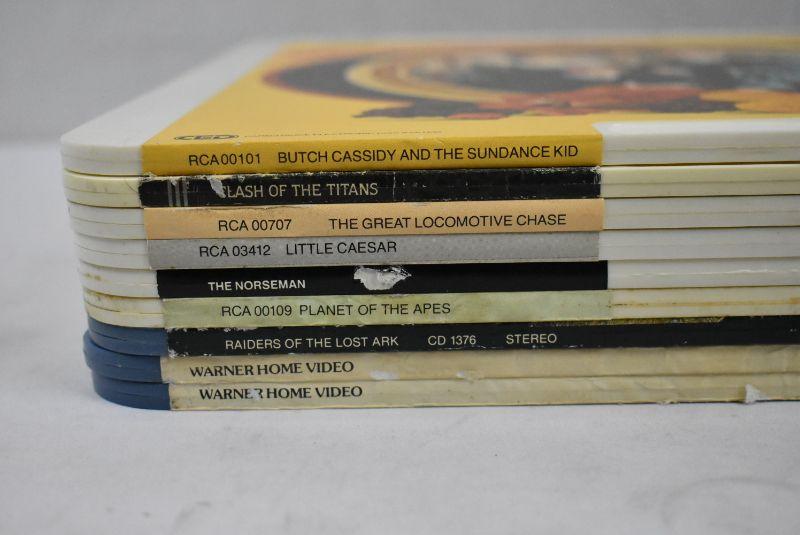 CED
RCA00101 BUTCH CASSIDY AND THE SUNDANCE KID
CLASH OF THE TITANS
RCA 00707 THE GREAT LOCOMOTIVE CHASE
RCA 03412 LITTLE CAESAR
THE NORSEMAN
RCA 00109 PLANET OF THE APES
RAIDERS OF THE LOST ARK CD 1376 STEREO
WARNER HOME VIDEO
WARNER HOME VIDEO